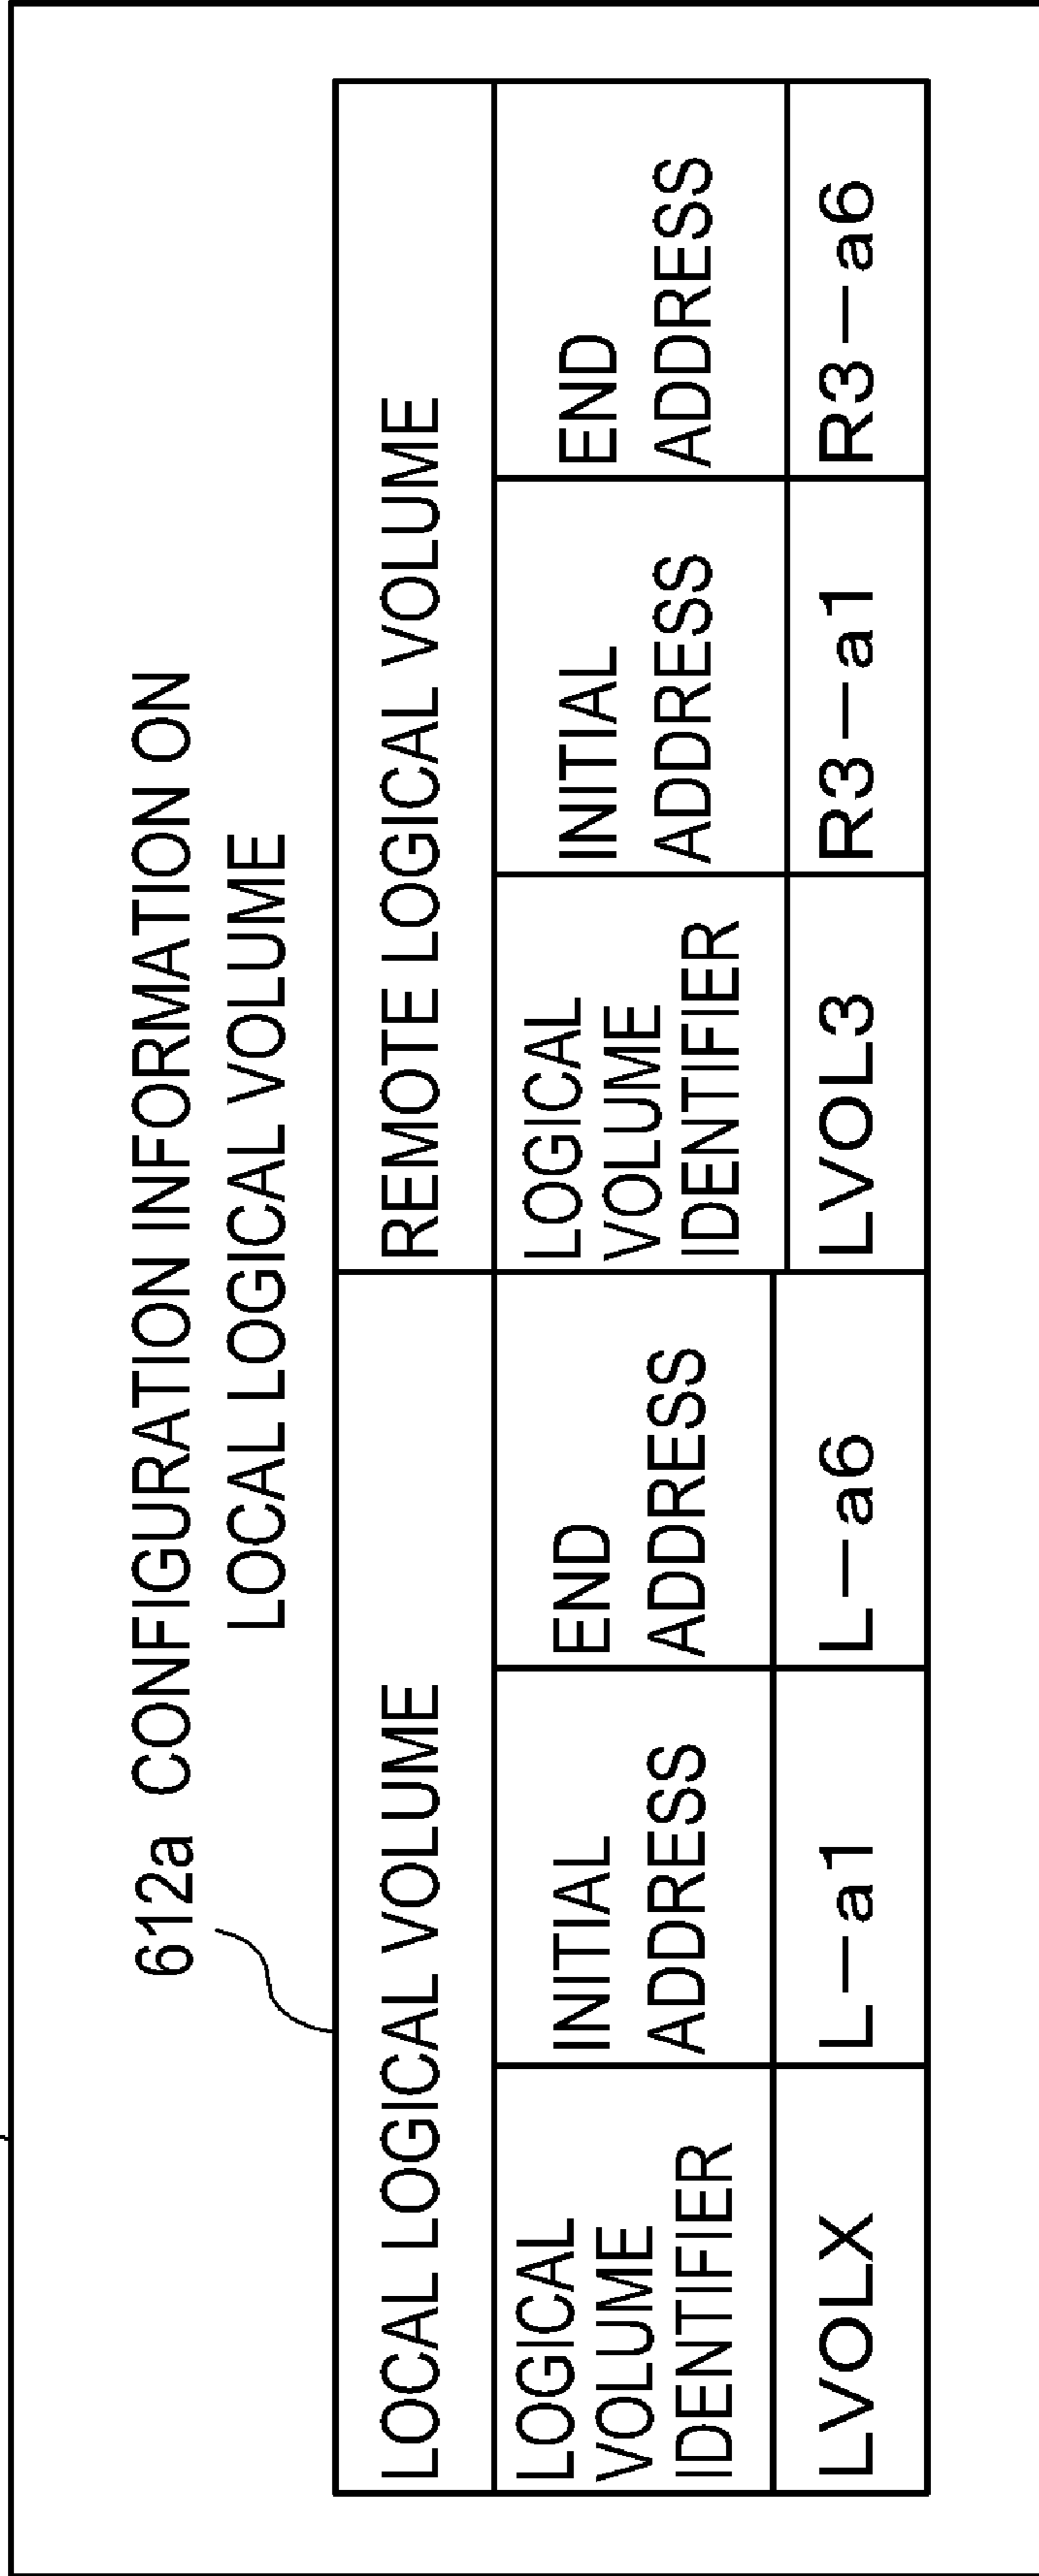 612a CONFIGURATION INFORMATION ON
LOCAL LOGICAL VOLUME
LOCAL LOGICAL VOLUME
REMOTE LOGICAL VOLUME
LOGICAL
VOLUME
IDENTIFIER
INITIAL
ADDRESS
END
ADDRESS
LOGICAL
VOLUME
IDENTIFIER
INITIAL
ADDRESS
END
ADDRESS
LVOLX
L—a1
L—a6
LVOL3
R3—a1
R3—a6